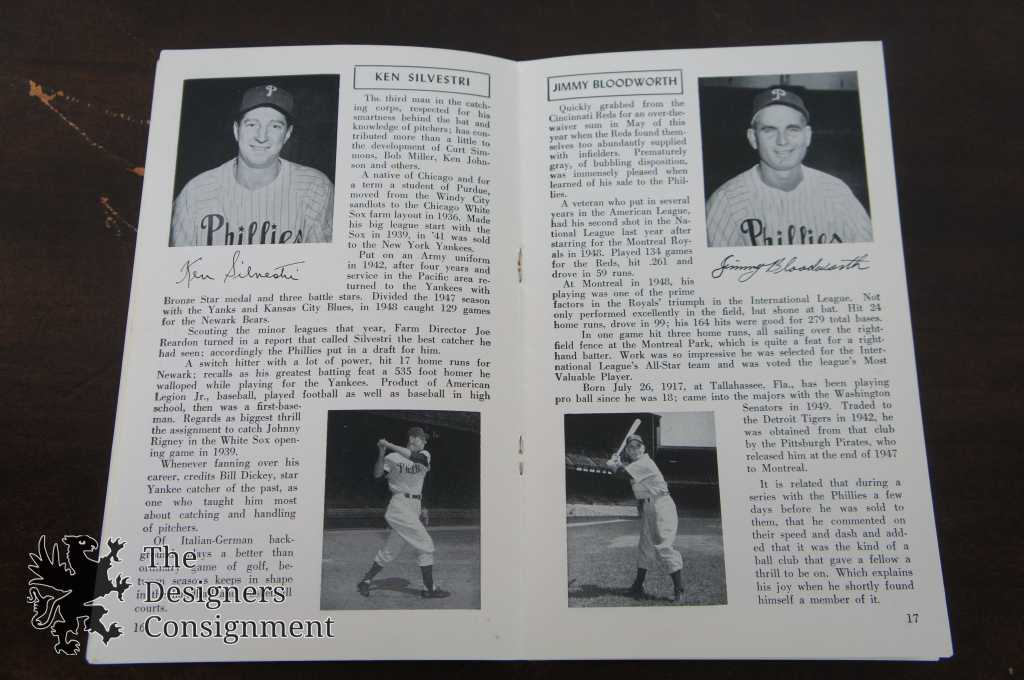 KEN SILVESTRI
The third man in the catch-
ing corps, respected for his
smartness behind the bat and
knowledge of pitchers; has con-
tributed more than a little to
the development of Curt Sim-
mons, Bob Miller, Ken John-
son and others.
A native of Chicago and for
a term a student of Purdue,
moved from the Windy City
sandlots to the Chicago White
Sox farm layout in 1936. Made
his big league start with the
Sox in 1939, in '41 was sold
to the New York Yankees.
Put on an Army uniform
in 1942, after four years and
service in the Pacific area re-
turned to the Yankees with
Phillies
Ken Silvestri
Bronze Star medal and three battle stars. Divided the 1947 season
with the Yanks and Kansas City Blues, in 1948 caught 129 games
for the Newark Bears.
Scouting the minor leagues that year, Farm Director Joe
Reardon turned in a report that called Silvestri the best catcher he
had seen; accordingly the Phillies put in a draft for him.
A switch hitter with a lot of power, hit 17 home runs for
Newark; recalls as his greatest batting feat a 535 foot homer he
walloped while playing for the Yankees. Product of American
Legion Jr., baseball, played football as well as baseball in high
school, then was a first-base-
man. Regards as biggest thrill
the assignment to catch Johnny
Rigney in the White Sox open-
ing game in 1939.
Whenever fanning over his
career, credits Bill Dickey, star
Yankee catcher of the past, as
one who taught him most
about catching and handling
of pitchers.
Of Italian-German back-
plays a better than
ordinary game of golf, be-
tween seasons keeps in shape
in
courts.
16
JIMMY BLOODWORTH
Quickly grabbed from the
Cincinnati Reds for an over-the-
waiver sum in May of this
year when the Reds found them-
selves too abundantly supplied
with infielders. Prematurely
gray, of bubbling disposition,
was immensely pleased when
learned of his sale to the Phil-
lies.
A veteran who put in several
years in the American League,
had his second shot in the Na-
tional League last year after
starring for the Montreal Roy-
als in 1948. Played 134 games
for the Reds, hit .261 and
drove in 59 runs.
At Montreal in 1948, his
playing was one of the prime
Phillies
Jimmy Bloodworth
factors in the Royals' triumph in the International League. Not
only performed excellently in the field, but shone at bat. Hit 24
home runs, drove in 99; his 164 hits were good for 279 total bases.
In one game hit three home runs, all sailing over the right-
field fence at the Montreal Park, which is quite a feat for a right-
hand batter. Work was so impressive he was selected for the Inter-
national League's All-Star team and was voted the league's Most
Valuable Player.
Born July 26, 1917, at Tallahassee, Fla., has been playing
pro ball since he was 18; came into the majors with the Washington
Senators in 1949. Traded to
the Detroit Tigers in 1942, he
was obtained from that club
by the Pittsburgh Pirates, who
released him at the end of 1947
to Montreal.
It is related that during a
series with the Phillies a few
days before he was sold to
them, that he commented on
their speed and dash and add-
ed that it was the kind of a
ball club that gave a fellow a
thrill to be on. Which explains
his joy when he shortly found
himself a member of it.
17
The
Designers
Consignment